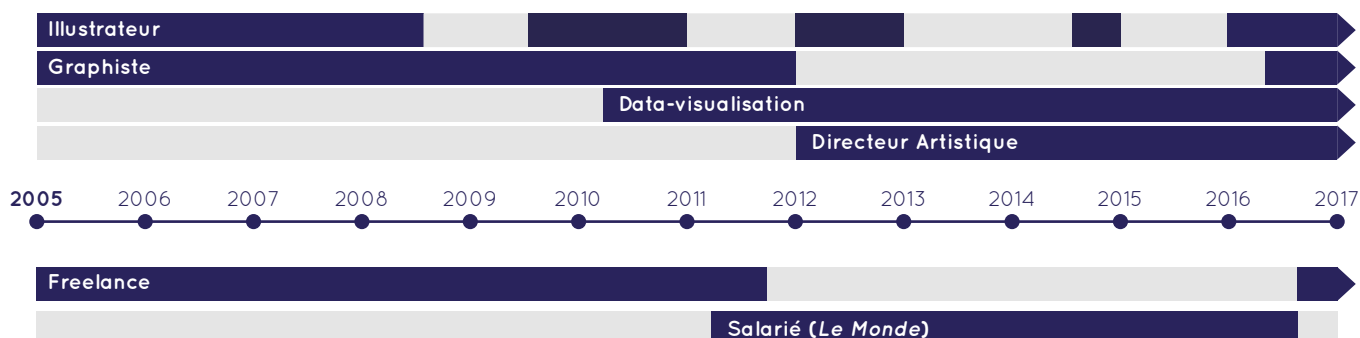 Illustrateur
Graphiste
Data-visualisation
Directeur Artistique
2005 2006 2007 2008 2009 2010 2011 2012 2013 2014 2015 2016 2017
Freelance
Salarié (Le Monde)